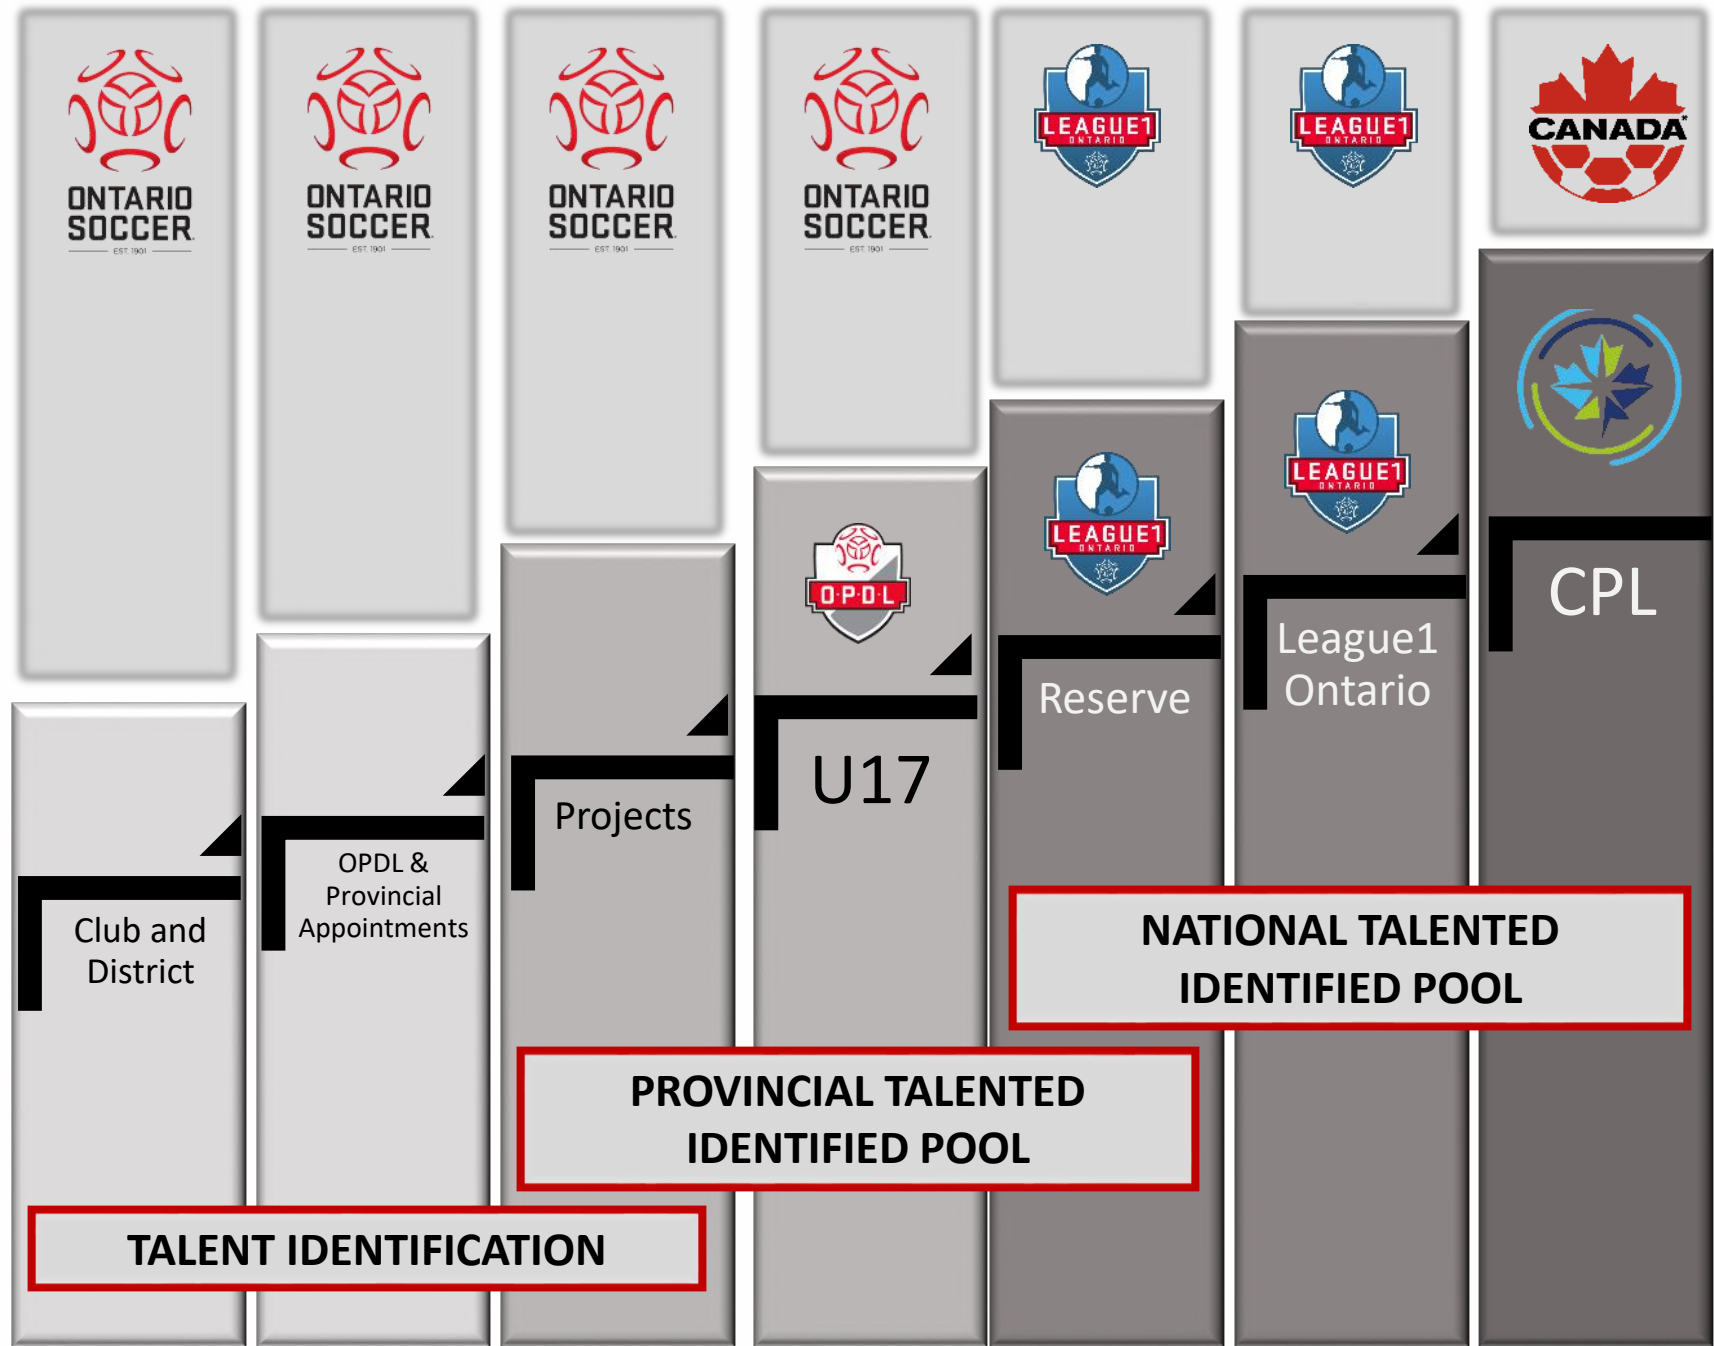 ONTARIO
SOCCER
EST. 1901
ONTARIO
SOCCER
EST. 1901
ONTARIO
SOCCER
EST. 1901
ONTARIO
SOCCER
EST. 1901
LEAGUE1
ONTARIO
LEAGUE1
ONTARIO
CANADA
Club and
District
OPDL &
Provincial
Appointments
Projects
O·P·D·L
U17
LEAGUE1
ONTARIO
Reserve
LEAGUE1
ONTARIO
League1
Ontario
CPL
NATIONAL TALENTED
IDENTIFIED POOL
PROVINCIAL TALENTED
IDENTIFIED POOL
TALENT IDENTIFICATION